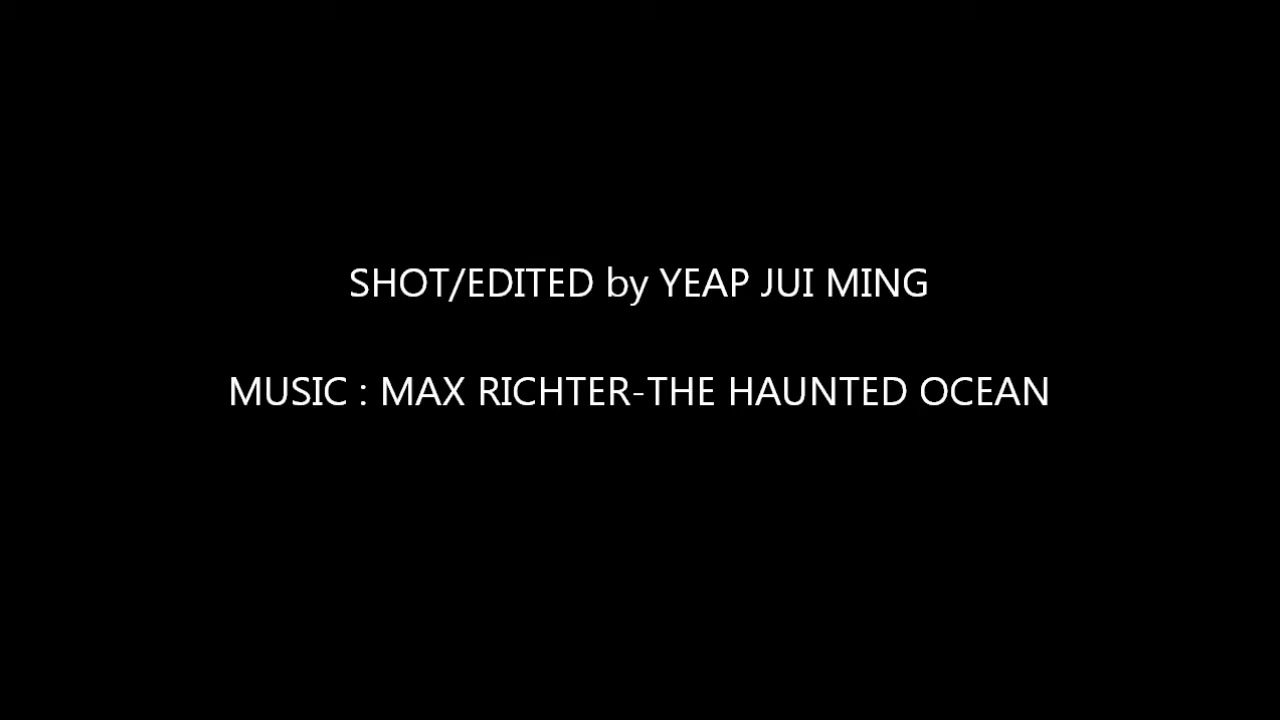 SHOT/EDITED by YEAP JUI MING
MUSIC : MAX RICHTER-THE HAUNTED OCEAN